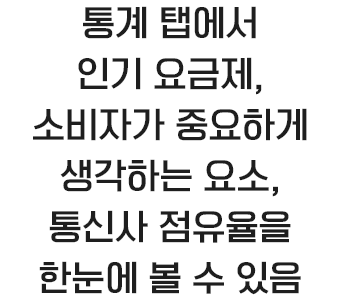 통계 탭에서
인기 요금제,
소비자가 중요하게
생각하는 요소,
통신사 점유율을
한눈에 볼 수 있음